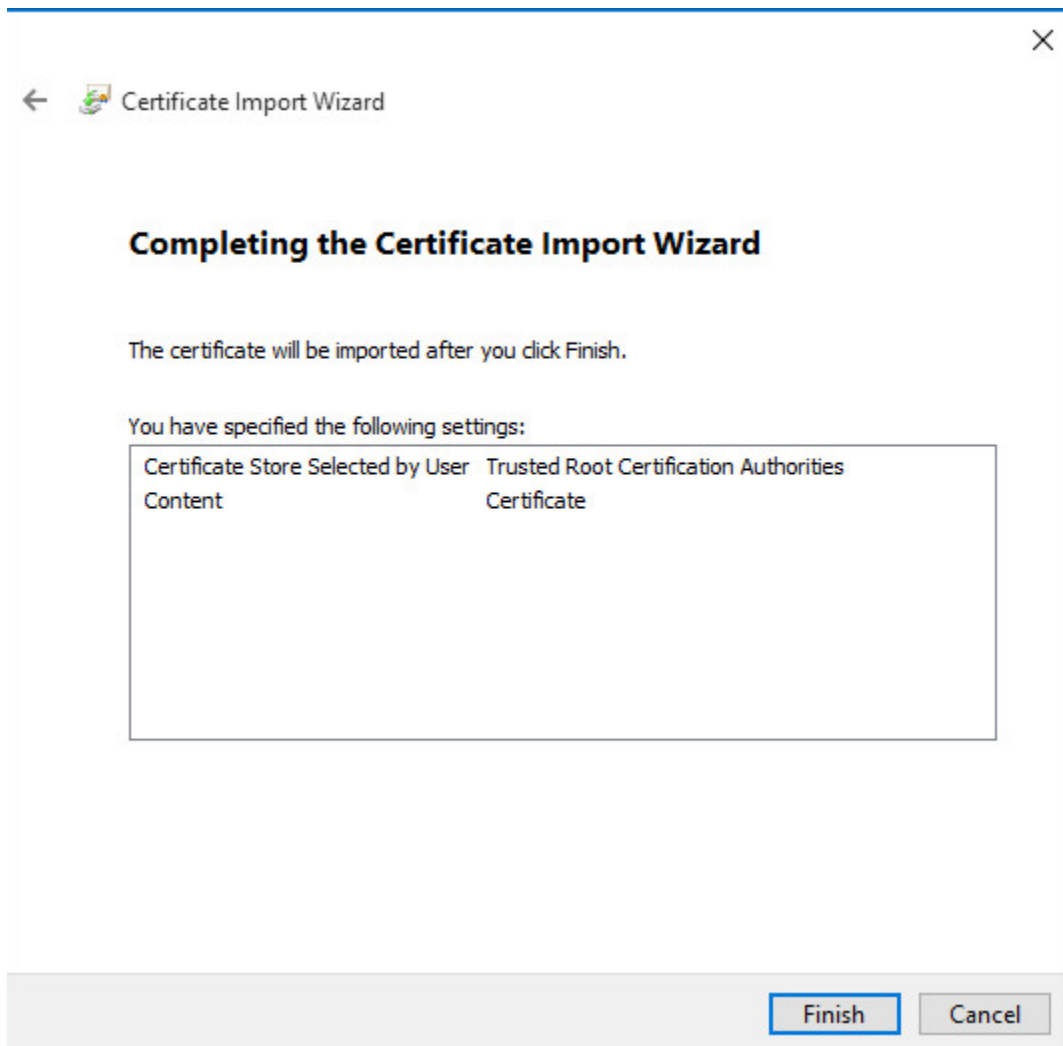 Certificate Import Wizard
Completing the Certificate Import Wizard
The certificate will be imported after you click Finish.
You have specified the following settings:
Certificate Store Selected by User Trusted Root Certification Authorities
Content Certificate
Finish Cancel